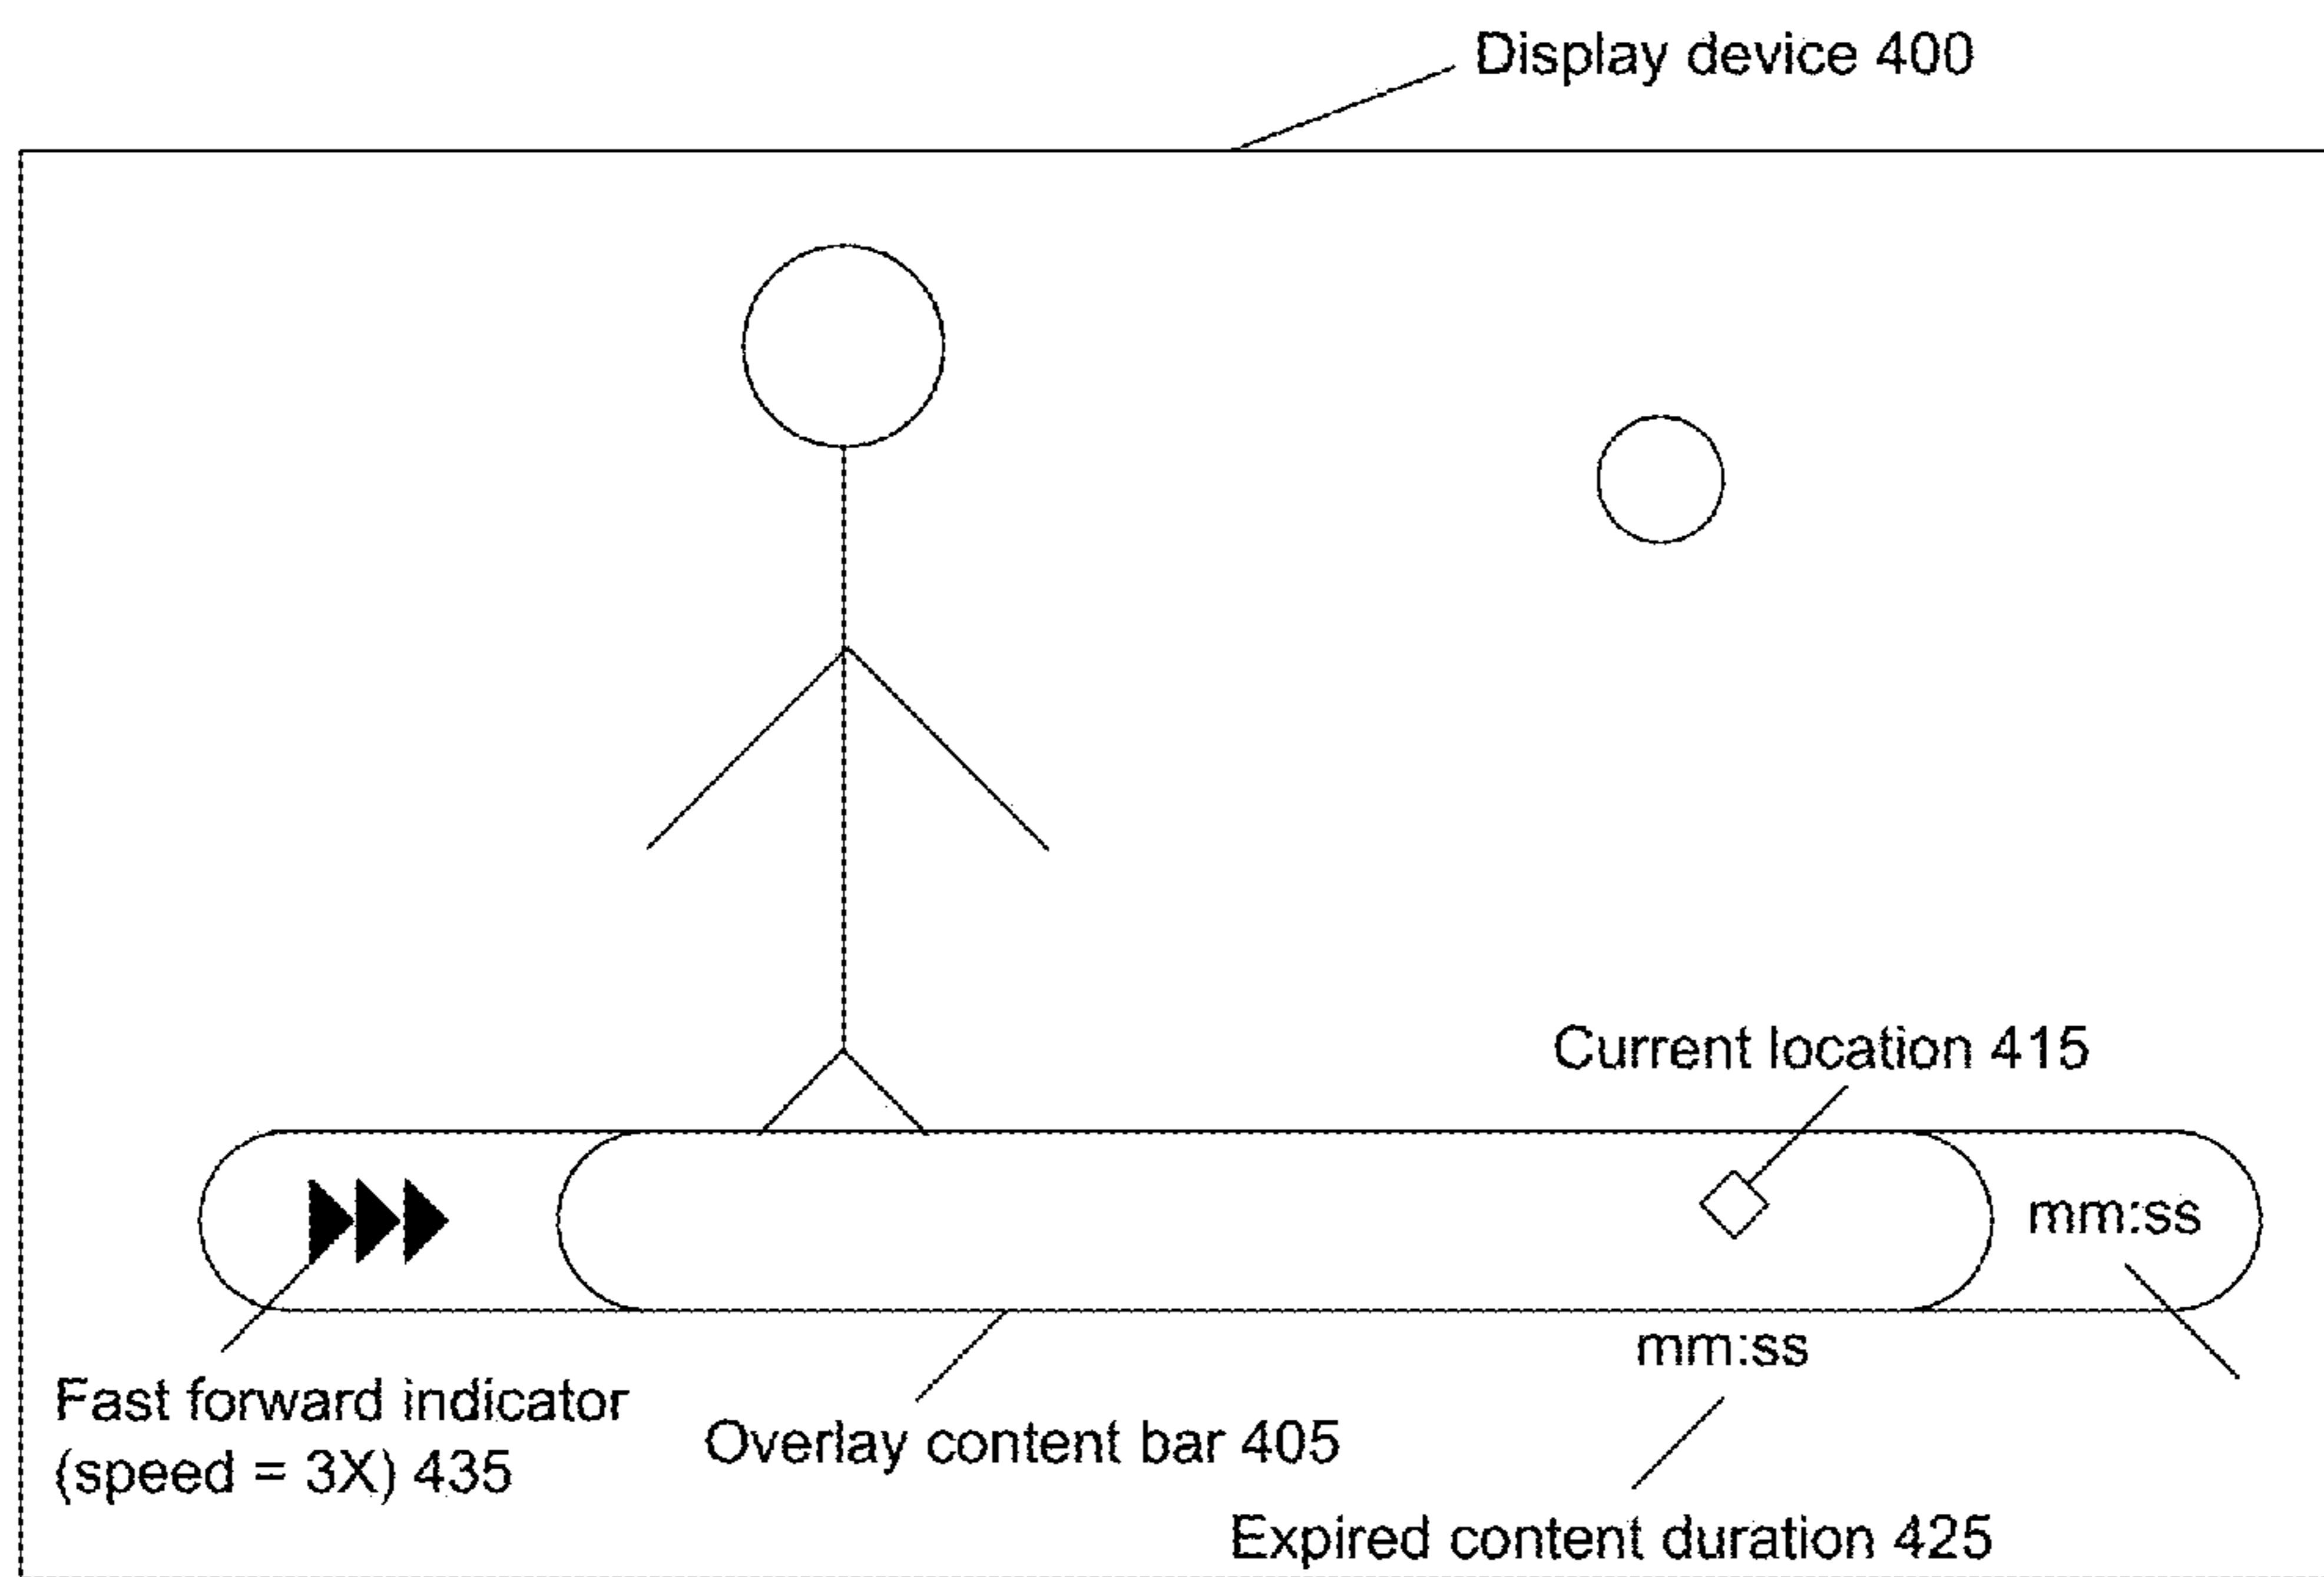 Display device 400
Current location 415
mm:ss
mm:ss
Fast forward indicator
(speed = 3X) 435
Overlay content bar 405
Expired content duration 425